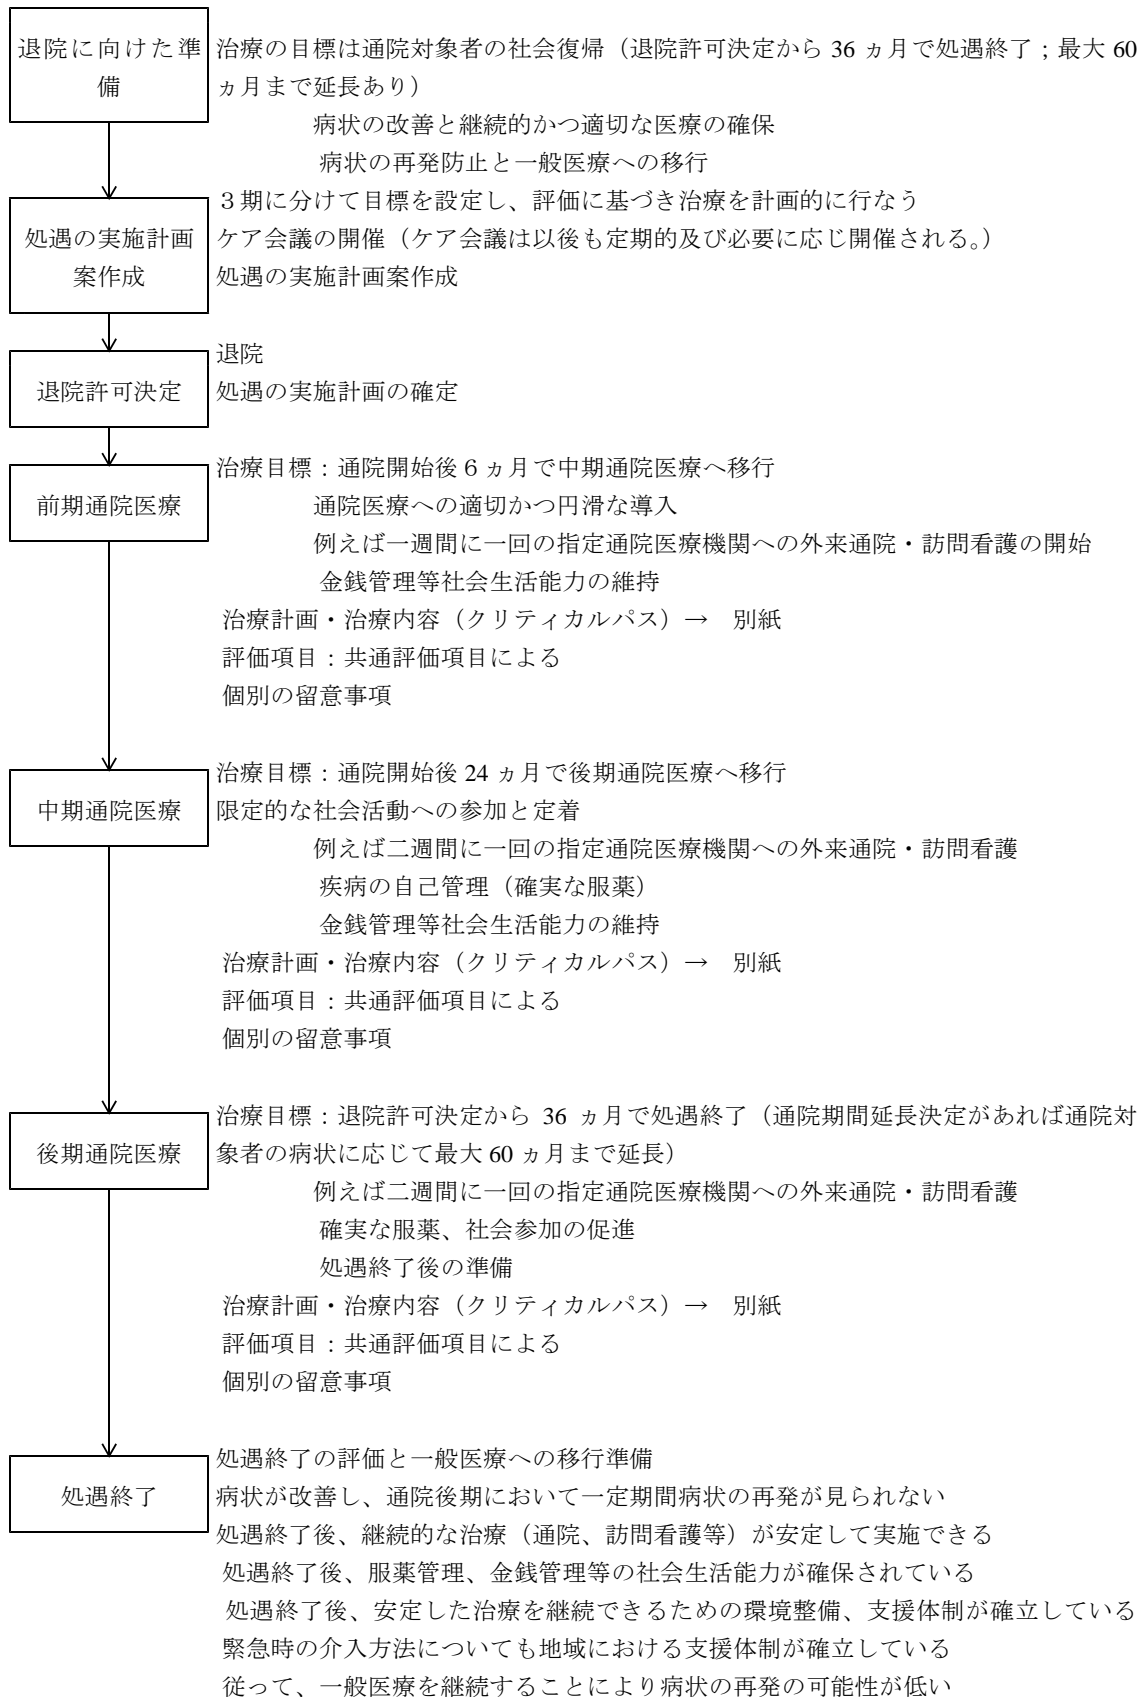 退院に向けた準
備
治療の目標は通院対象者の社会復帰（退院許可決定から 36 ヵ月で処遇終了；最大 60
ヵ月まで延長あり）
病状の改善と継続的かつ適切な医療の確保
病状の再発防止と一般医療への移行
３期に分けて目標を設定し、評価に基づき治療を計画的に行なう
処遇の実施計画
案作成
ケア会議の開催（ケア会議は以後も定期的及び必要に応じ開催される。）
処遇の実施計画案作成
退院許可決定
退院
処遇の実施計画の確定
前期通院医療
治療目標：通院開始後６ヵ月で中期通院医療へ移行
通院医療への適切かつ円滑な導入
例えば一週間に一回の指定通院医療機関への外来通院・訪問看護の開始
金銭管理等社会生活能力の維持
治療計画・治療内容（クリティカルパス）→　別紙
評価項目：共通評価項目による
個別の留意事項
中期通院医療
治療目標：通院開始後 24 ヵ月で後期通院医療へ移行
限定的な社会活動への参加と定着
例えば二週間に一回の指定通院医療機関への外来通院・訪問看護
疾病の自己管理（確実な服薬）
金銭管理等社会生活能力の維持
治療計画・治療内容（クリティカルパス）→　別紙
評価項目：共通評価項目による
個別の留意事項
後期通院医療
治療目標：退院許可決定から 36 ヵ月で処遇終了（通院期間延長決定があれば通院対
象者の病状に応じて最大 60 ヵ月まで延長）
例えば二週間に一回の指定通院医療機関への外来通院・訪問看護
確実な服薬、社会参加の促進
処遇終了後の準備
治療計画・治療内容（クリティカルパス）→　別紙
評価項目：共通評価項目による
個別の留意事項
処遇終了
処遇終了の評価と一般医療への移行準備
病状が改善し、通院後期において一定期間病状の再発が見られない
処遇終了後、継続的な治療（通院、訪問看護等）が安定して実施できる
処遇終了後、服薬管理、金銭管理等の社会生活能力が確保されている
処遇終了後、安定した治療を継続できるための環境整備、支援体制が確立している
緊急時の介入方法についても地域における支援体制が確立している
従って、一般医療を継続することにより病状の再発の可能性が低い